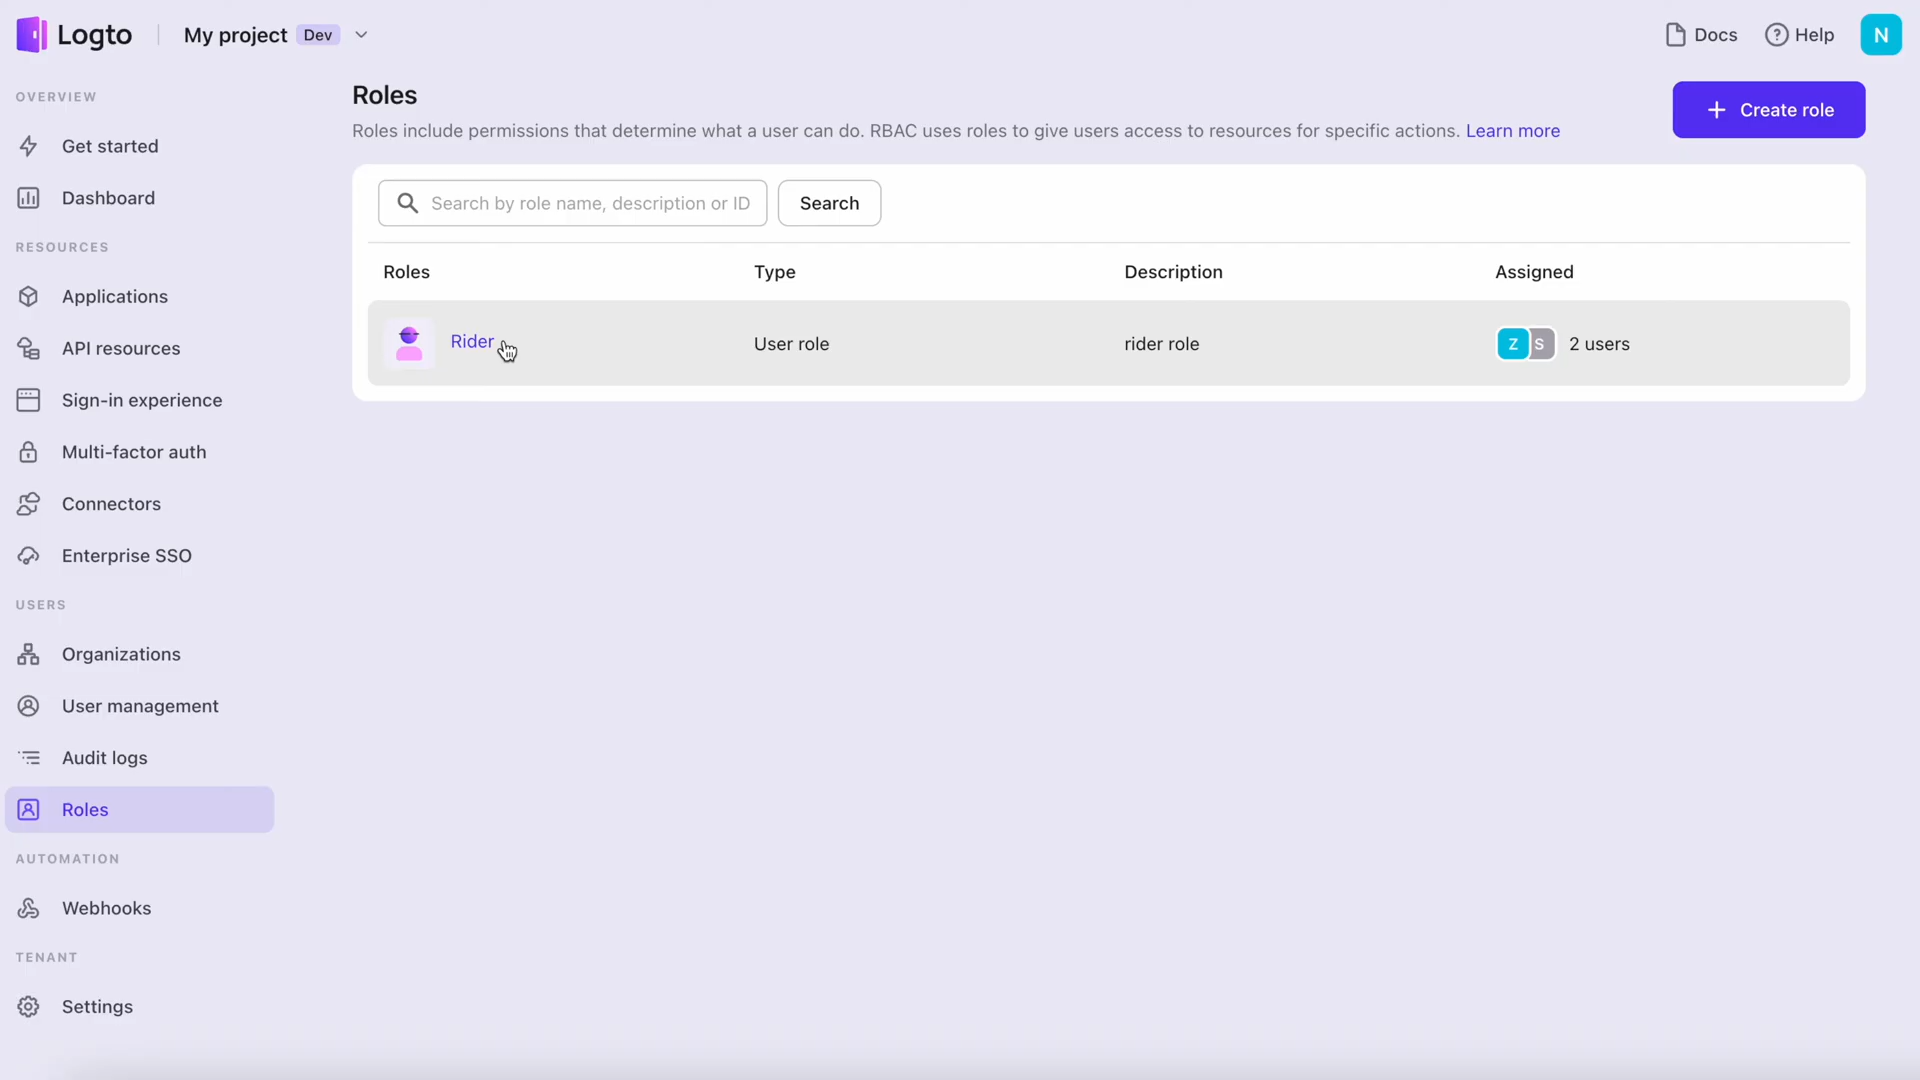 Logto
My project Dev
Docs
Help
N
OVERVIEW
Get started
Dashboard
RESOURCES
Applications
API resources
Sign-in experience
Multi-factor auth
Connectors
Enterprise SSO
USERS
Organizations
User management
Audit logs
Roles
AUTOMATION
Webhooks
TENANT
Settings
Roles
Roles include permissions that determine what a user can do. RBAC uses roles to give users access to resources for specific actions. Learn more
+ Create role
Search by role name, description or ID
Search
Roles Type Description Assigned
Rider User role rider role Z S 2 users